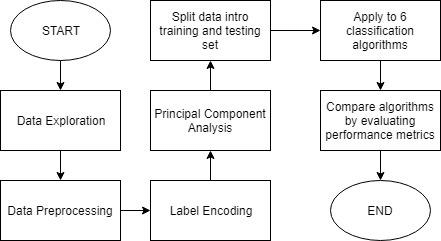 START
Data Exploration
Data Preprocessing
Label Encoding
Principal Component
Analysis
Split data intro
training and testing
set
Apply to 6
classification
algorithms
Compare algorithms
by evaluating
performance metrics
END